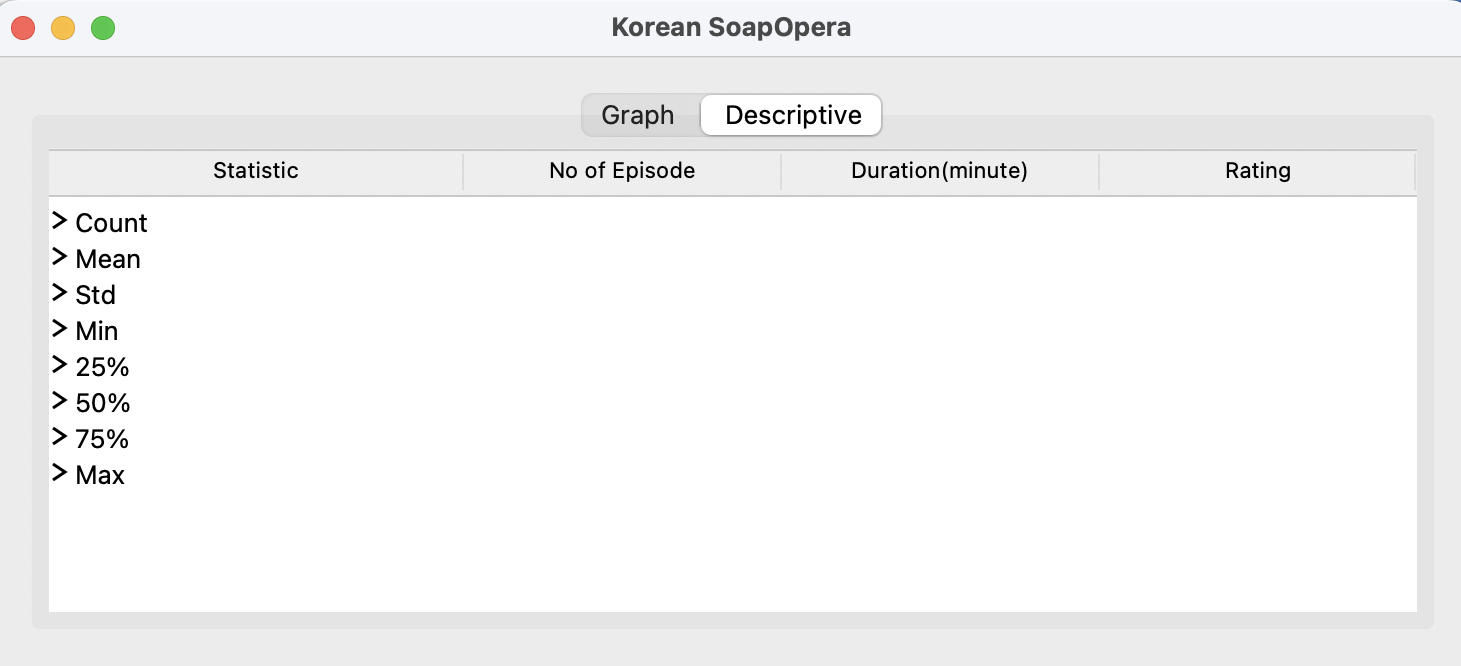 Korean SoapOpera
Graph Descriptive
Statistic No of Episode Duration(minute) Rating
> Count
> Mean
> Std
> Min
> 25%
> 50%
> 75%
> Max